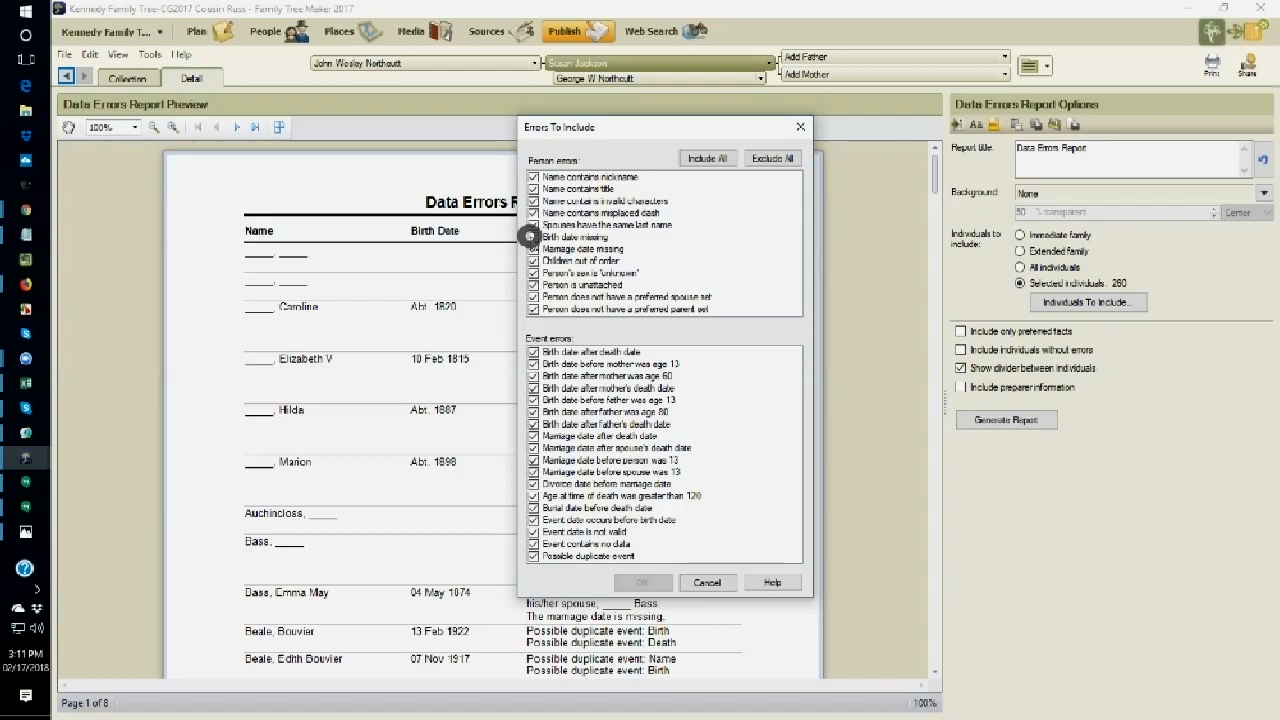 Kennedy Family Tree-CG2017 Cousin Russ - Family Tree Maker 2017
Kennedy Family T... Plan People Places Media Sources Publish Web Search
File Edit View Tools Help
John Wesley Northcutt Susan Jackson Add Father
George W Northcutt Add Mother
Collection Detail Print Share
Data Errors Report Preview
100%
Data Errors R
Name Birth Date
____, ____
____, ____
____, Caroline Abt. 1820
____, Elizabeth V 10 Feb 1815
____, Hilda Abt. 1887
____, Marion Abt. 1898
Auchincloss, ____
Bass, ____
Bass, Emma May 04 May 1874
his/her spouse, ____ Bass.
The marriage date is missing.
Beale, Bouvier 13 Feb 1922 Possible duplicate event: Birth
Possible duplicate event: Death
Beale, Edith Bouvier 07 Nov 1917 Possible duplicate event: Name
Possible duplicate event: Birth
Page 1 of 8 100%
Errors To Include
Person errors: Include All Exclude All
Name contains nickname
Name contains title
Name contains invalid characters
Name contains misplaced dash
Spouses have the same last name
Birth date missing
Marriage date missing
Children out of order
Person's sex is "unknown"
Person is unattached
Person does not have a preferred spouse set
Person does not have a preferred parent set
Event errors:
Birth date after death date
Birth date before mother was age 13
Birth date after mother was age 60
Birth date after mother's death date
Birth date before father was age 13
Birth date after father was age 80
Birth date after father's death date
Marriage date after death date
Marriage date after spouse's death date
Marriage date before person was 13
Marriage date before spouse was 13
Divorce date before marriage date
Age at time of death was greater than 120
Burial date before death date
Event date occurs before birth date
Event date is not valid
Event contains no data
Possible duplicate event
OK Cancel Help
Data Errors Report Options
Aa
Report title: Data Errors Report
Background: None
50 % transparent Center
Individuals to include:
Immediate family
Extended family
All individuals
Selected individuals: 260
Individuals To Include...
Include only preferred facts
Include individuals without errors
Show divider between individuals
Include preparer information
Generate Report
3:11 PM
02/17/2018